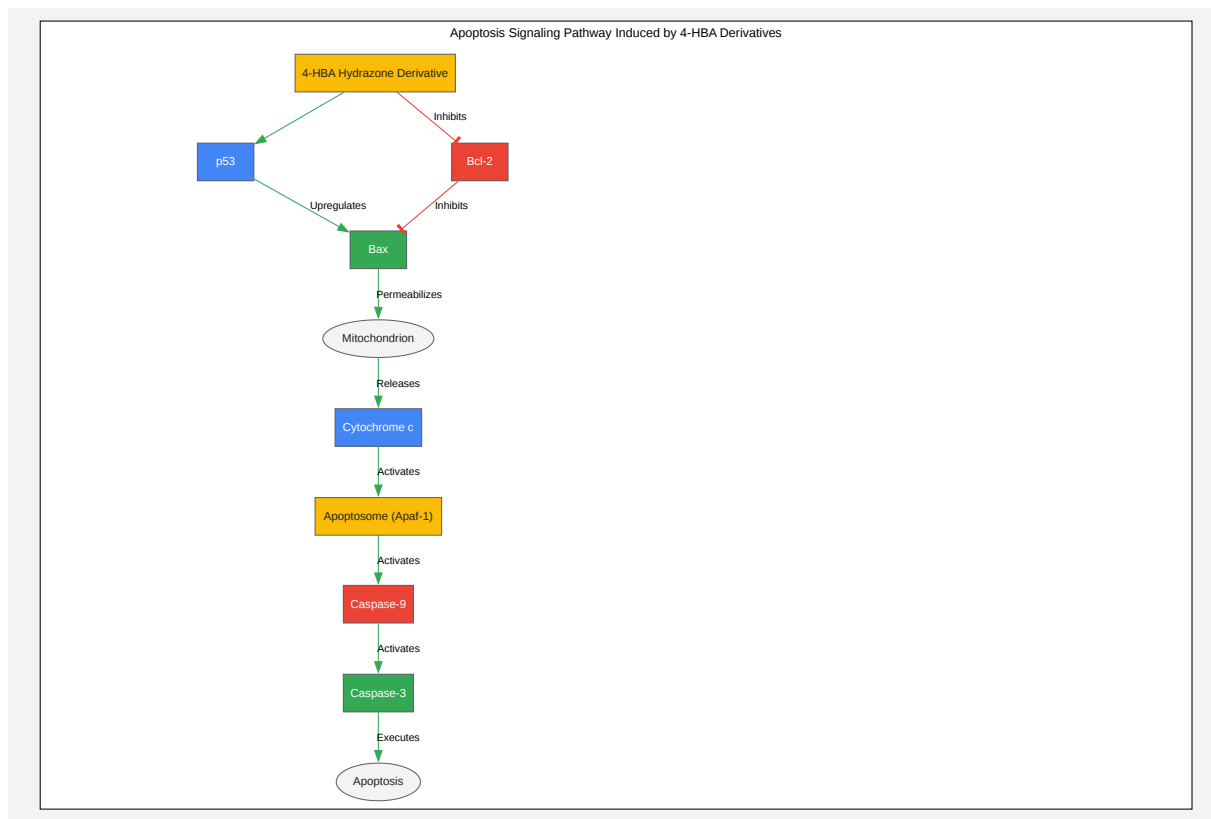 Apoptosis Signaling Pathway Induced by 4-HBA Derivatives
4-HBA Hydrazone Derivative
Inhibits
p53
Bcl-2
Upregulates
Inhibits
Bax
Permeabilizes
Mitochondrion
Releases
Cytochrome c
Activates
Apoptosome (Apaf-1)
Activates
Caspase-9
Activates
Caspase-3
Executes
Apoptosis